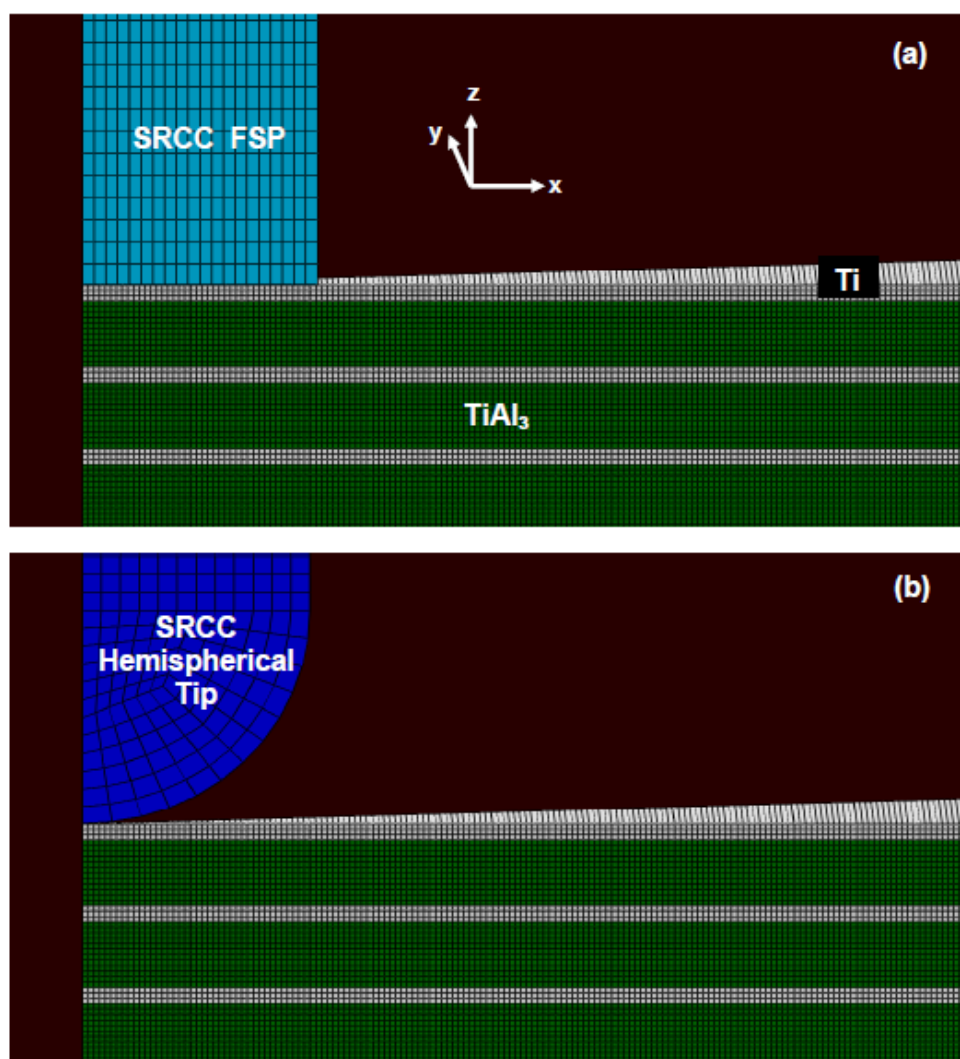 (a)
SRCC FSP
z
y
x
Ti
TiAl₃
(b)
SRCC
Hemispherical
Tip